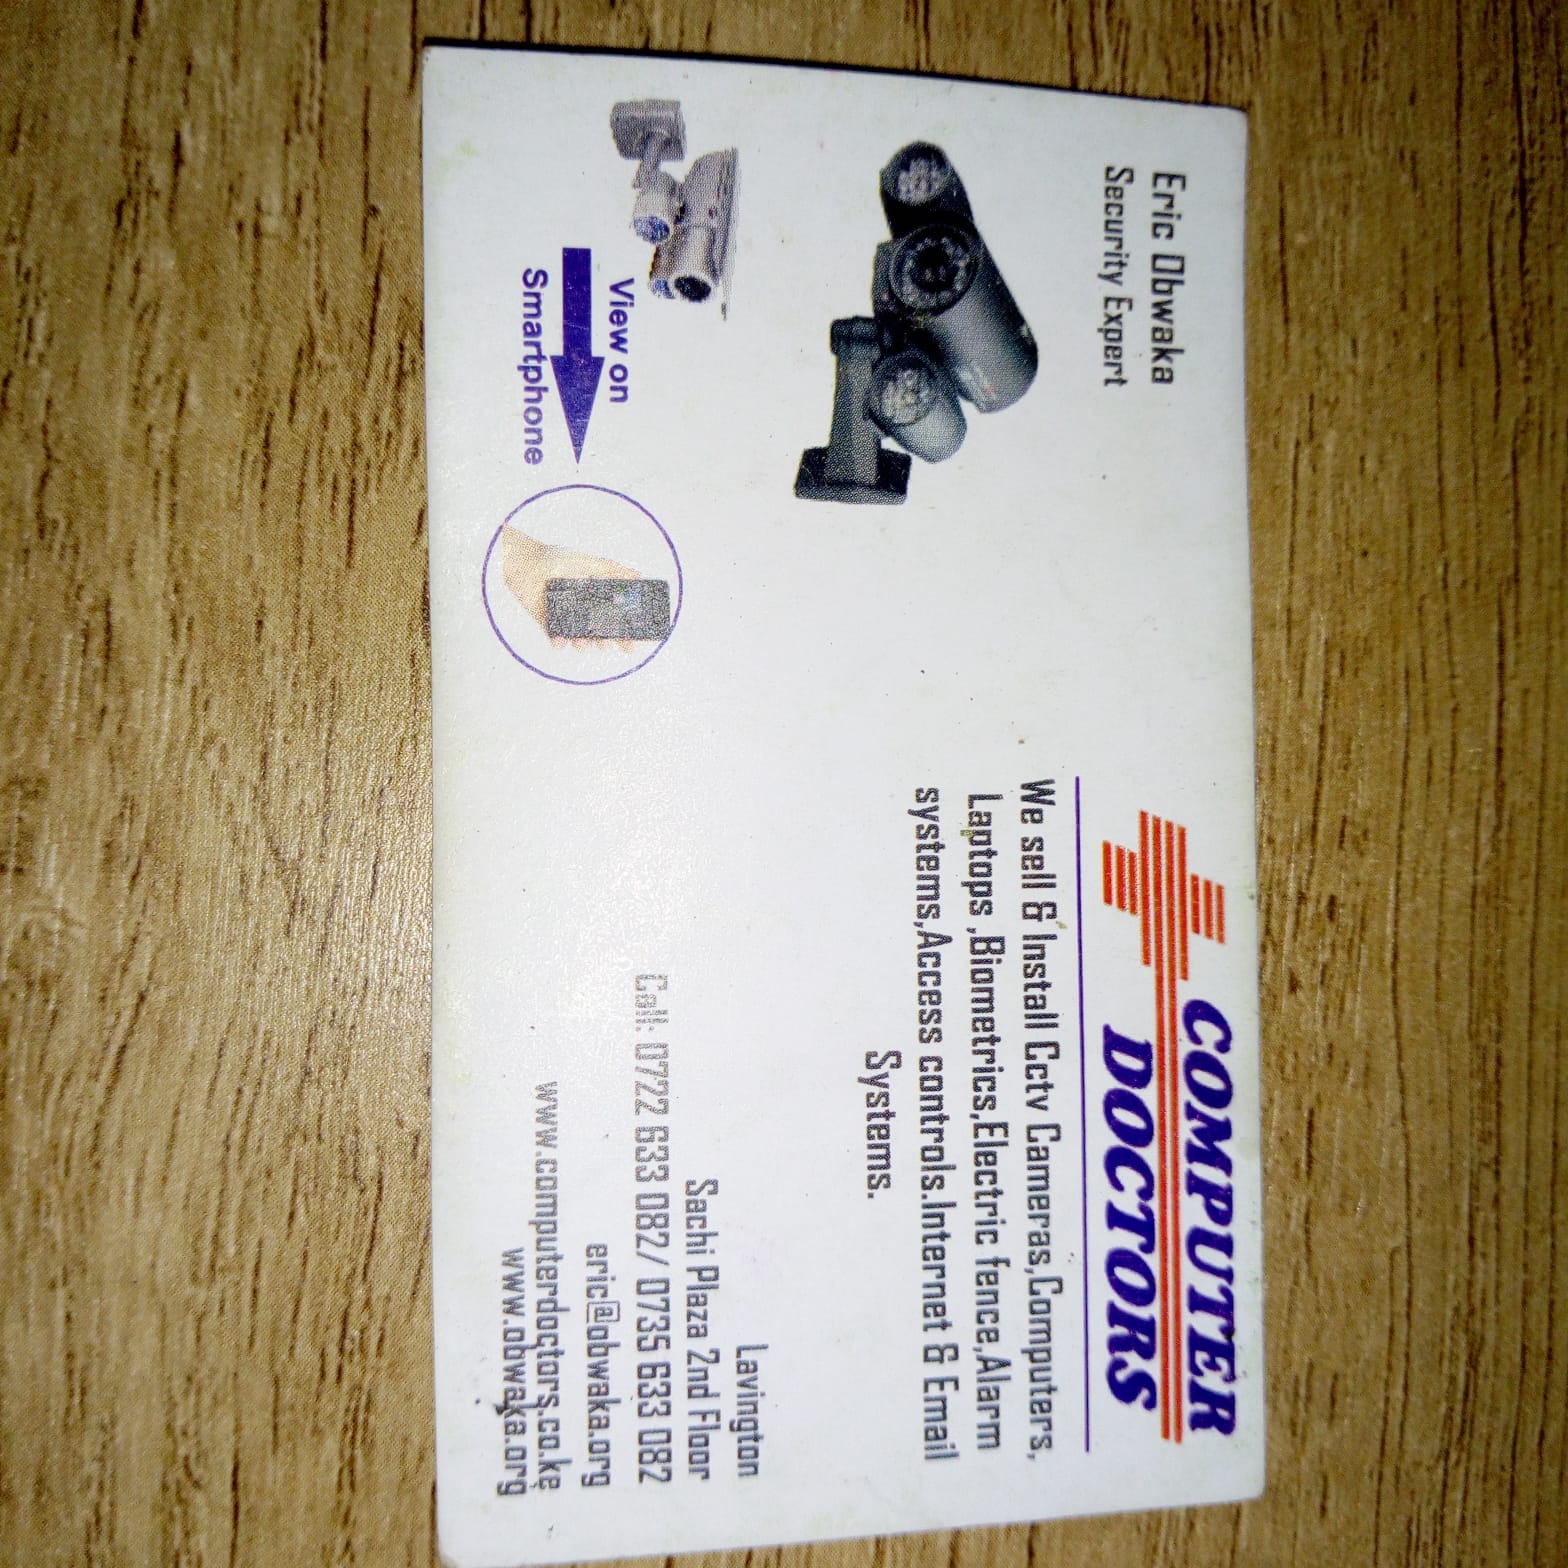 Eric Obwaka
Security Expert
COMPUTER
DOCTORS
We sell & Install Cctv Cameras,Computers,
Laptops ,Biometrics,Electric fence,Alarm
systems,Access controls.Internet & Email
Systems.
View on
Smartphone
Lavington
Sachi Plaza 2nd Floor
Call: 0722 633 082/ 0735 633 082
eric@obwaka.org
www.computerdoctors.co.ke
www.obwaka.org